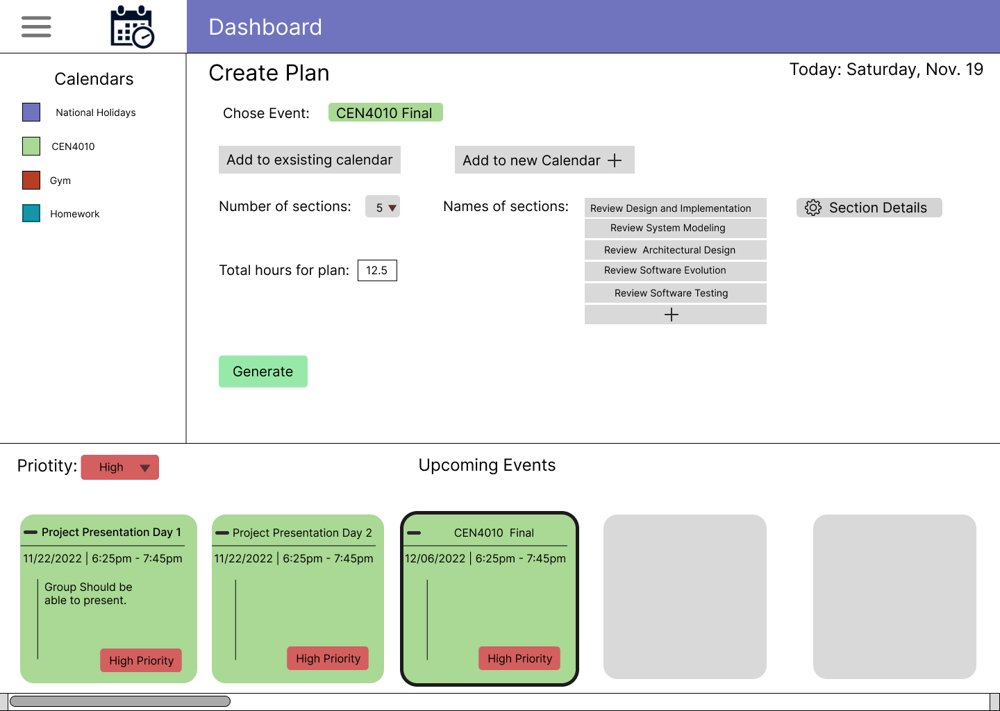 Dashboard
Calendars
National Holidays
CEN4010
Gym
Homework
Create Plan
Today: Saturday, Nov. 19
Chose Event: CEN4010 Final
Add to exsisting calendar
Add to new Calendar
Number of sections: 5
Names of sections:
Review Design and Implementation
Review System Modeling
Review Architectural Design
Review Software Evolution
Review Software Testing
Section Details
Total hours for plan: 12.5
Generate
Priotity: High
Upcoming Events
Project Presentation Day 1
11/22/2022 | 6:25pm - 7:45pm
Group Should be
able to present.
High Priority
Project Presentation Day 2
11/22/2022 | 6:25pm - 7:45pm
High Priority
CEN4010 Final
12/06/2022 | 6:25pm - 7:45pm
High Priority